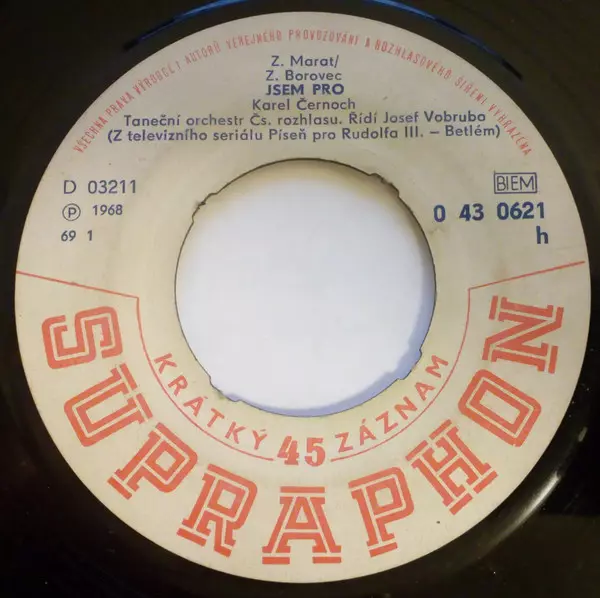 VŠECHNA PRÁVA VÝROBCE I AUTORŮ VEŘEJNÉHO PROVOZOVÁNÍ A ROZHLASOVÉHO ŠÍŘENÍ VYHRAZENA
Z. Marat/
Z. Borovec
JSEM PRO
Karel Černoch
Taneční orchestr Čs. rozhlasu. Řídí Josef Vobruba
(Z televizního seriálu Píseň pro Rudolfa III. – Betlém)
D 03211
BIEM
Ⓟ 1968
0 43 0621
69 1
h
KRÁTKÝ 45 ZÁZNAM
SUPRAPHON